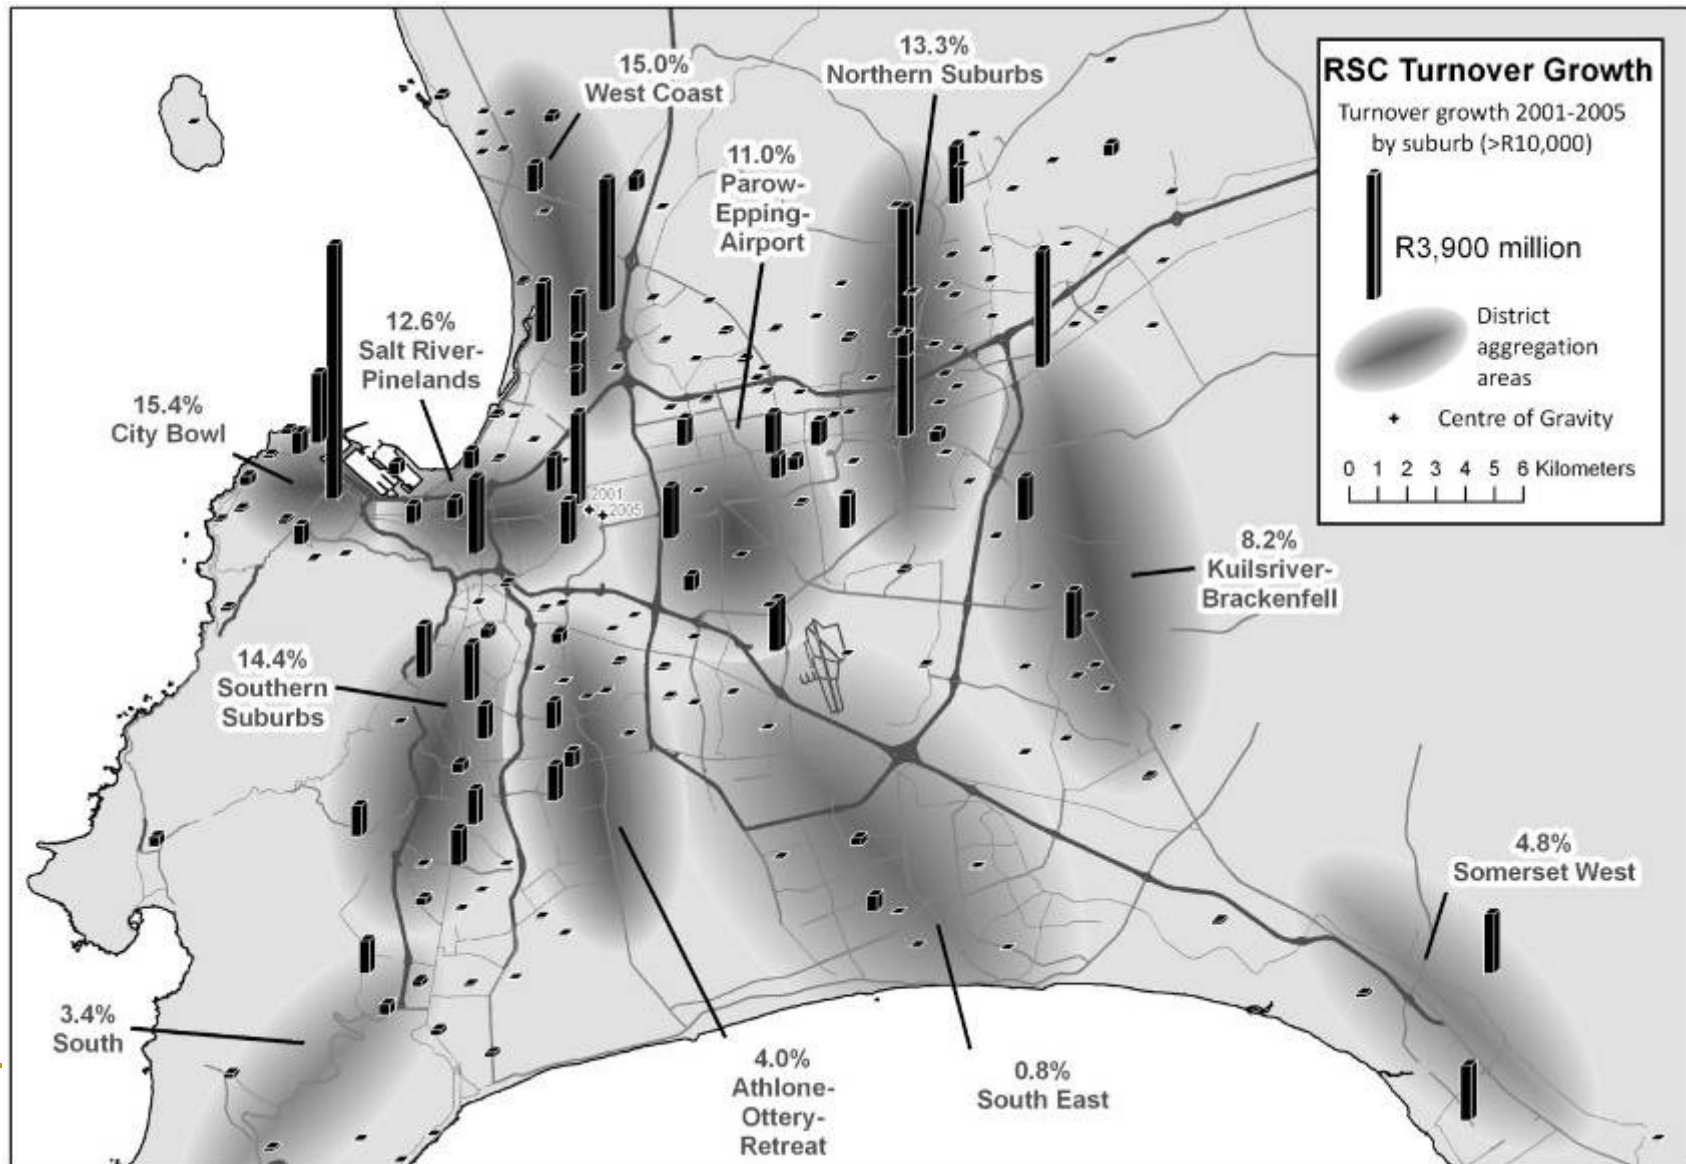 15.0%
West Coast
13.3%
Northern Suburbs
11.0%
Parow-
Epping-
Airport
12.6%
Salt River-
Pinelands
15.4%
City Bowl
2001
2005
8.2%
Kuilsriver-
Brackenfell
14.4%
Southern
Suburbs
4.8%
Somerset West
3.4%
South
4.0%
Athlone-
Ottery-
Retreat
0.8%
South East
RSC Turnover Growth
Turnover growth 2001-2005
by suburb (>R10,000)
R3,900 million
District
aggregation
areas
Centre of Gravity
0 1 2 3 4 5 6 Kilometers